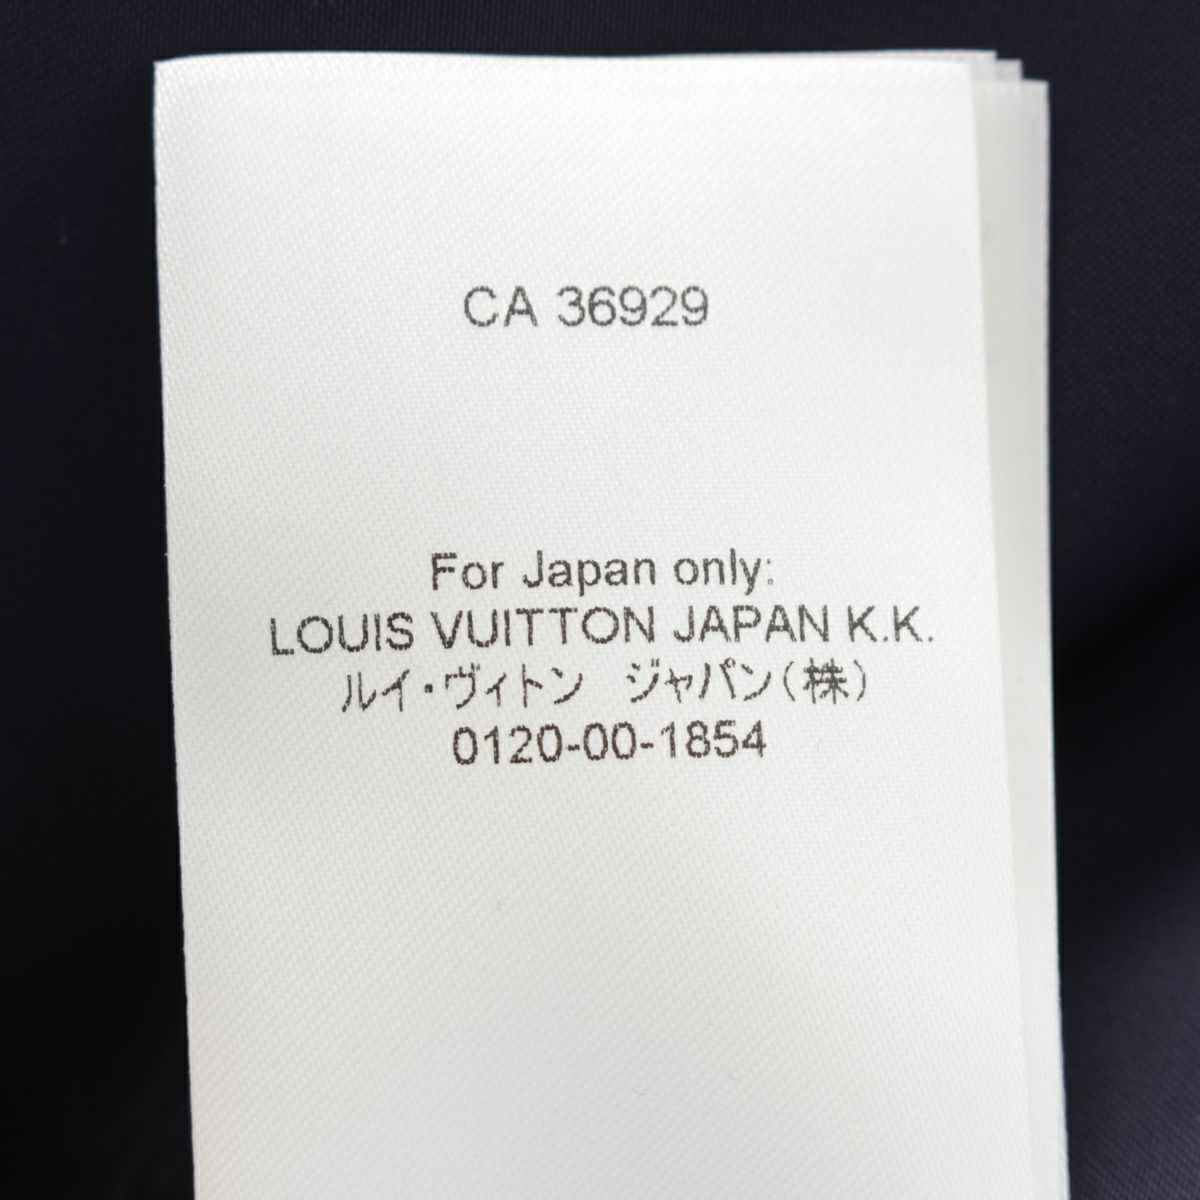 CA 36929
For Japan only:
LOUIS VUITTON JAPAN K.K.
ルイ・ヴィトン　ジャパン(株)
0120-00-1854